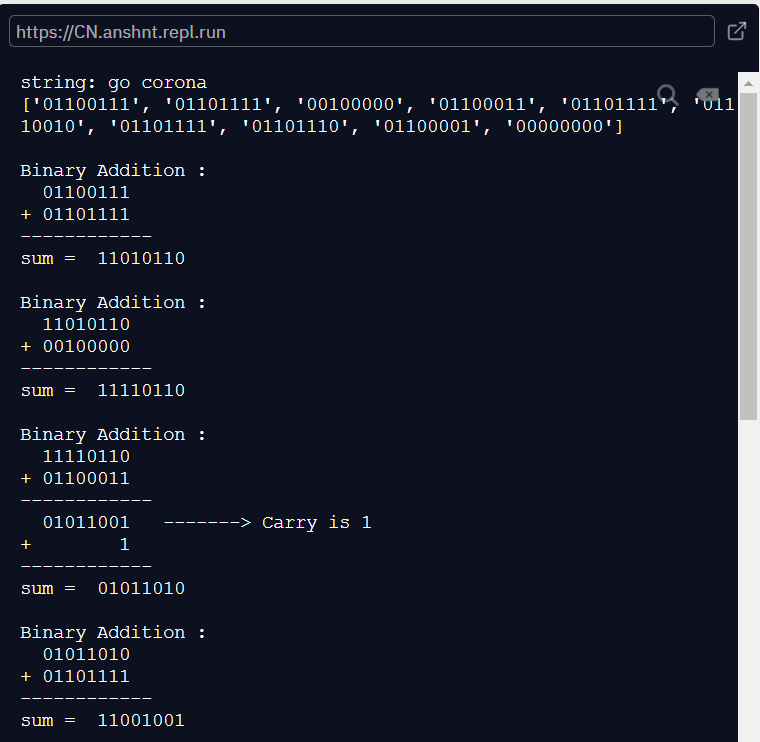 https://CN.anshnt.repl.run
string: go corona
['01100111', '01101111', '00100000', '01100011', '01101111', '011
10010', '01101111', '01101110', '01100001', '00000000']
Binary Addition :
01100111
+ 01101111
------------
sum =  11010110
Binary Addition :
11010110
+ 00100000
------------
sum =  11110110
Binary Addition :
11110110
+ 01100011
------------
01011001   -------> Carry is 1
+        1
------------
sum =  01011010
Binary Addition :
01011010
+ 01101111
------------
sum =  11001001